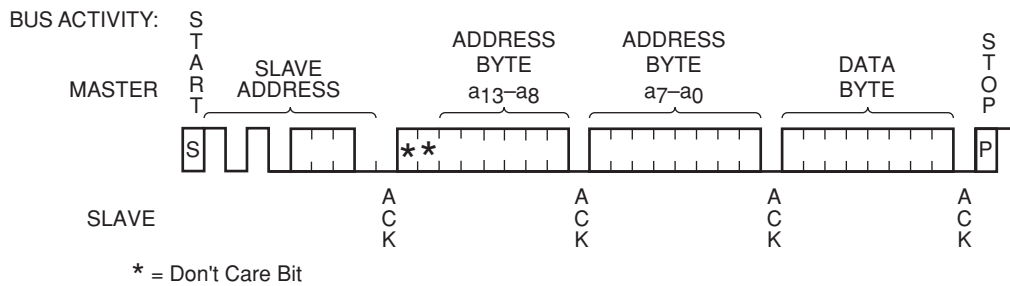 BUS ACTIVITY:
MASTER
START
SLAVE
ADDRESS
ADDRESS
BYTE
a13–a8
ADDRESS
BYTE
a7–a0
DATA
BYTE
STOP
S
* *
P
SLAVE
ACK
ACK
ACK
ACK
* = Don't Care Bit